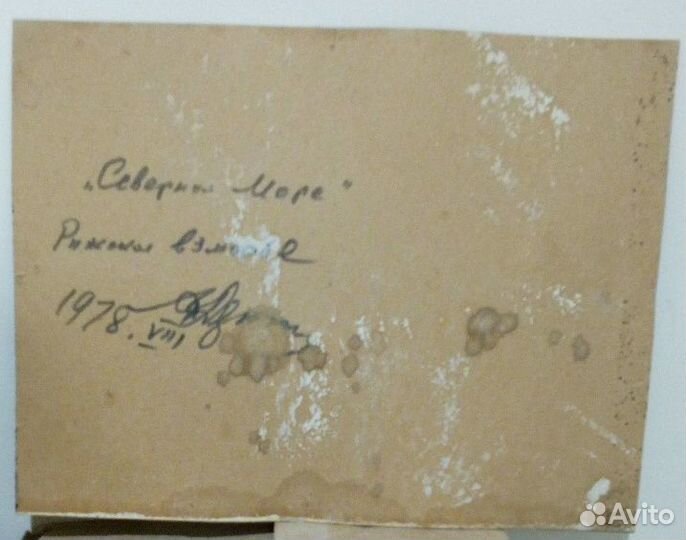 „Северное Море"
Рижское взморье
1978.
VIII
Avito